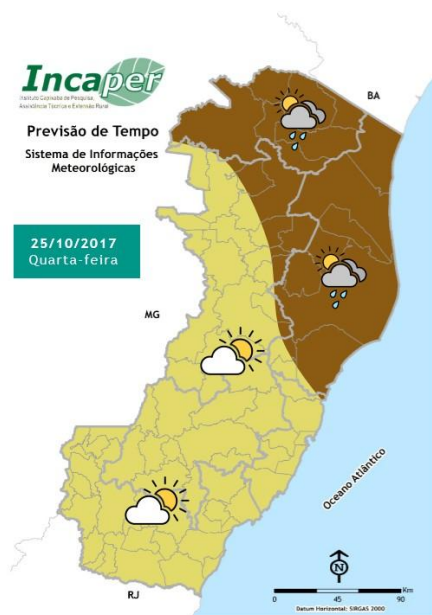 Incaper
Instituto Capixaba de Pesquisa,
Assistência Técnica e Extensão Rural
Previsão de Tempo
Sistema de Informações
Meteorológicas
25/10/2017
Quarta-feira
BA
MG
RJ
Oceano Atlântico
N
Km
0 45 90
Datum Horizontal: SIRGAS 2000